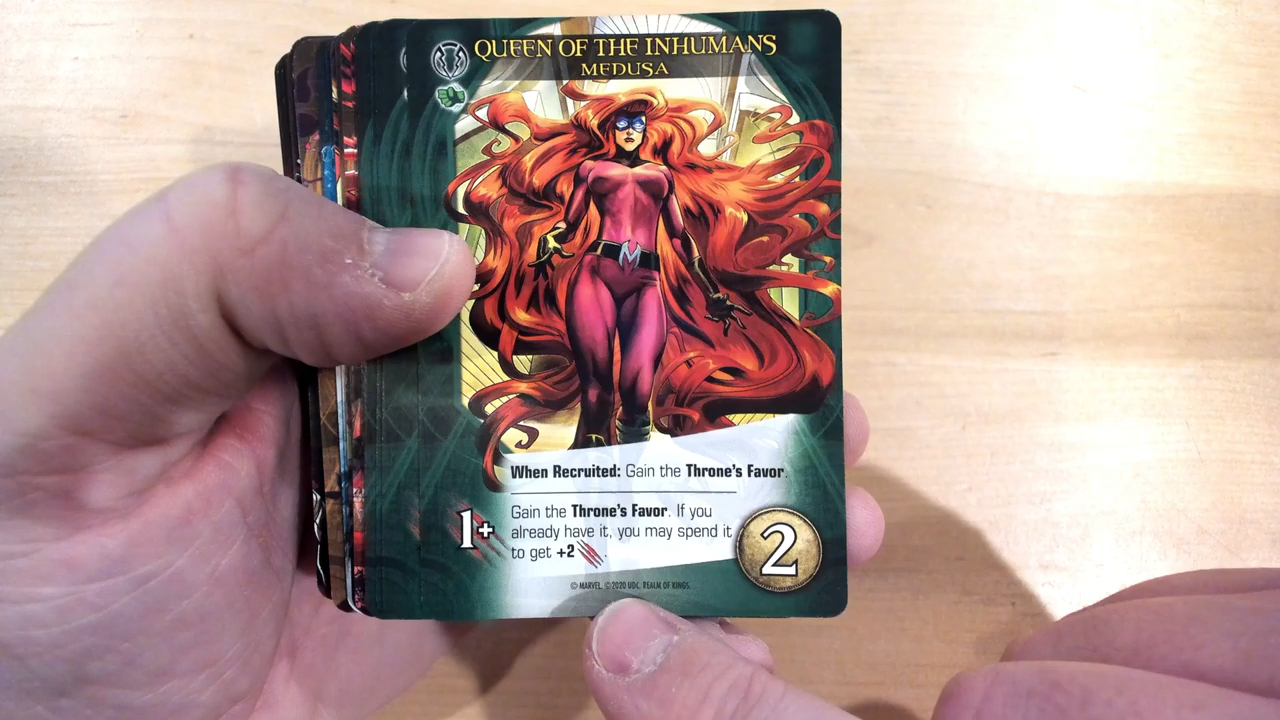 QUEEN OF THE INHUMANS
MEDUSA
M
When Recruited: Gain the Throne's Favor.
Gain the Throne's Favor. If you
already have it, you may spend it
to get +2 .
1+
2
© MARVEL. ©2020 UDC. REALM OF KINGS.